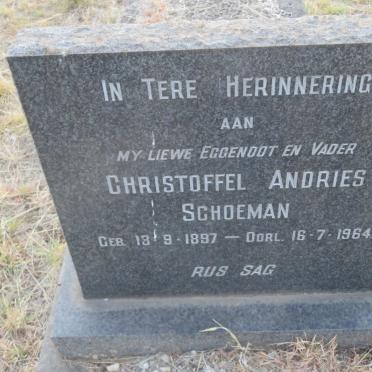 IN TERE HERINNERING
AAN
MY LIEWE EGGENOOT EN VADER
CHRISTOFFEL ANDRIES
SCHOEMAN
GEB. 13-9-1897 — OORL. 16-7-1964.
RUS SAG